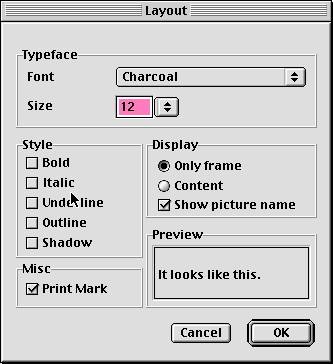 Layout
Typeface
Font
Charcoal
Size
12
Style
Bold
Italic
Underline
Outline
Shadow
Misc
Print Mark
Display
Only frame
Content
Show picture name
Preview
It looks like this.
Cancel
OK